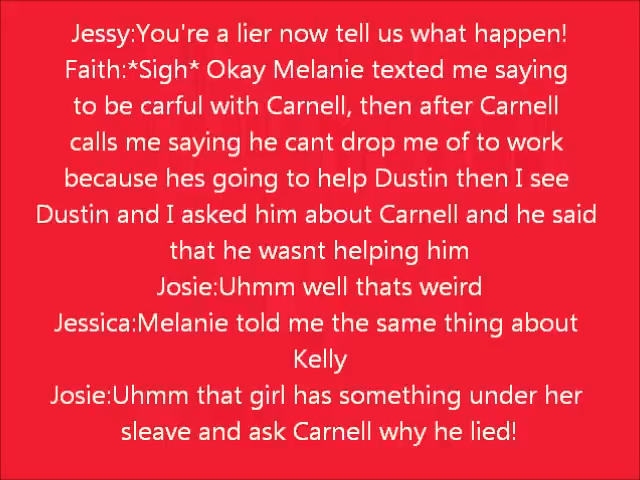 Jessy:You're a lier now tell us what happen!
Faith:*Sigh* Okay Melanie texted me saying
to be carful with Carnell, then after Carnell
calls me saying he cant drop me of to work
because hes going to help Dustin then I see
Dustin and I asked him about Carnell and he said
that he wasnt helping him
Josie:Uhmm well thats weird
Jessica:Melanie told me the same thing about
Kelly
Josie:Uhmm that girl has something under her
sleave and ask Carnell why he lied!